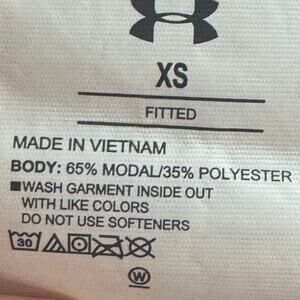 XS
FITTED
MADE IN VIETNAM
BODY: 65% MODAL/35% POLYESTER
■WASH GARMENT INSIDE OUT
WITH LIKE COLORS
DO NOT USE SOFTENERS
30
W